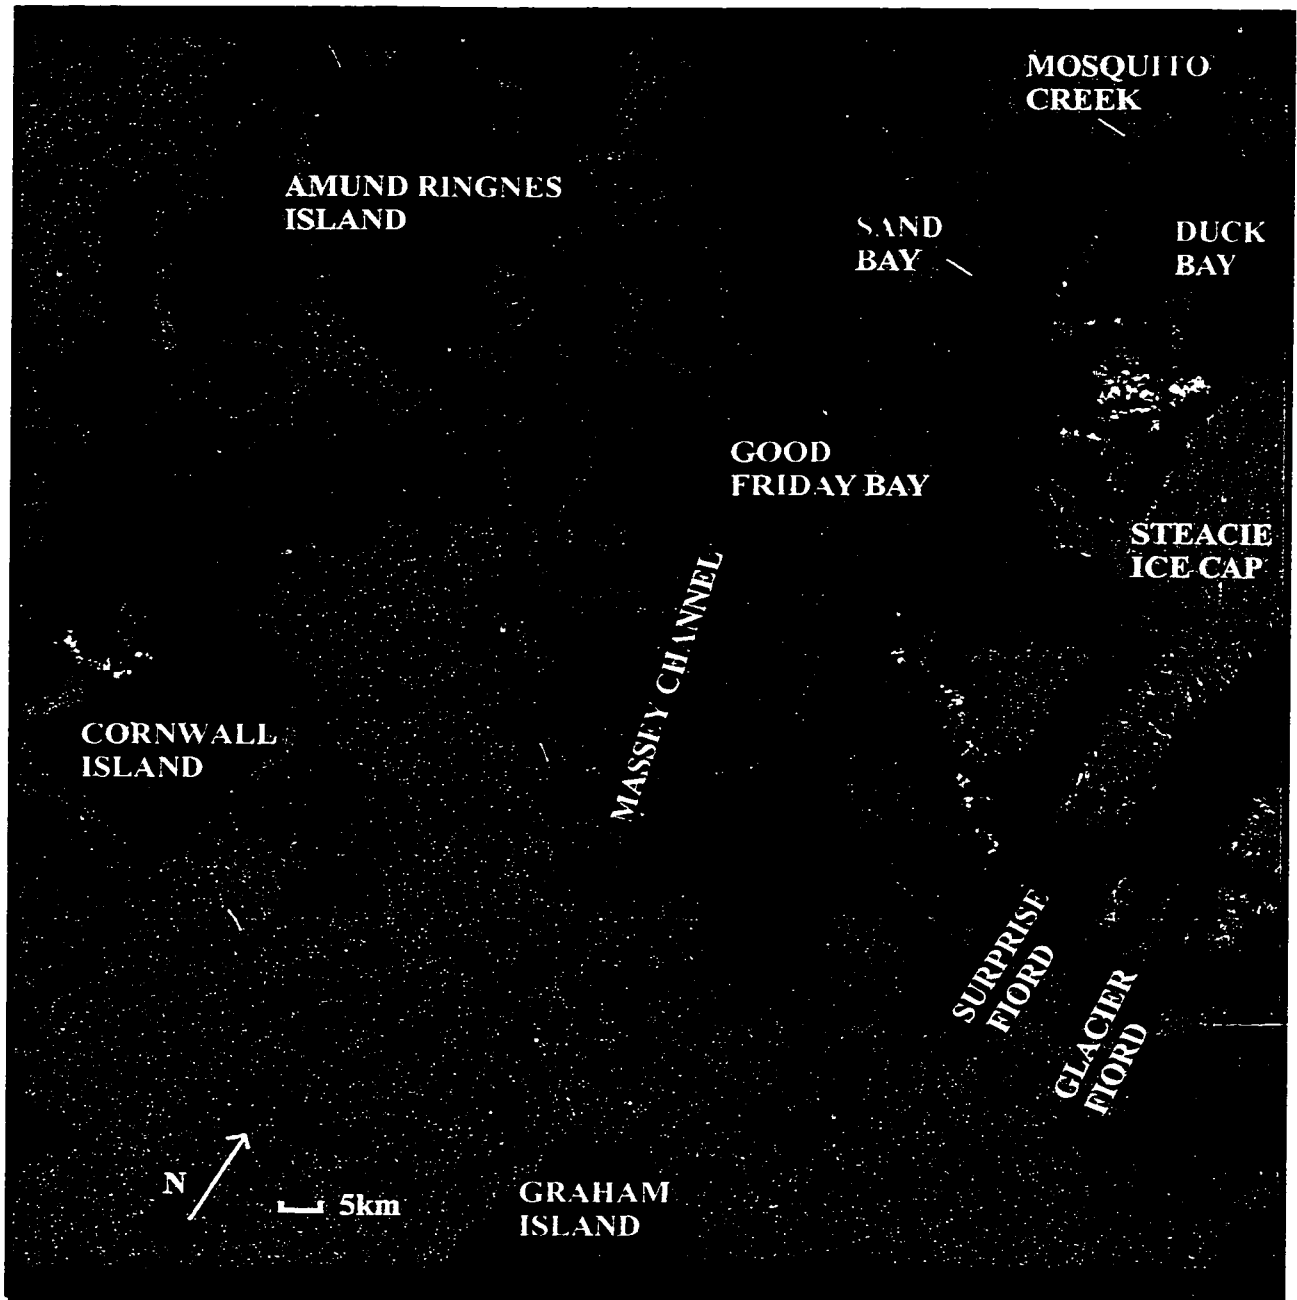 MOSQUITO
CREEK
AMUND RINGNES
ISLAND
SAND
BAY
DUCK
BAY
GOOD
FRIDAY BAY
STEACIE
ICE CAP
MASSEY CHANNEL
CORNWALL
ISLAND
SURPRISE
FIORD
GLACIER
FIORD
N
5km
GRAHAM
ISLAND